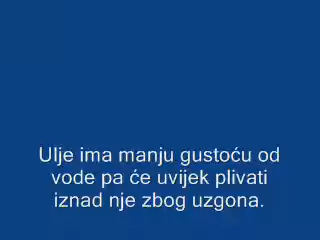 Ulje ima manju gustoću od
vode pa će uvijek plivati
iznad nje zbog uzgona.